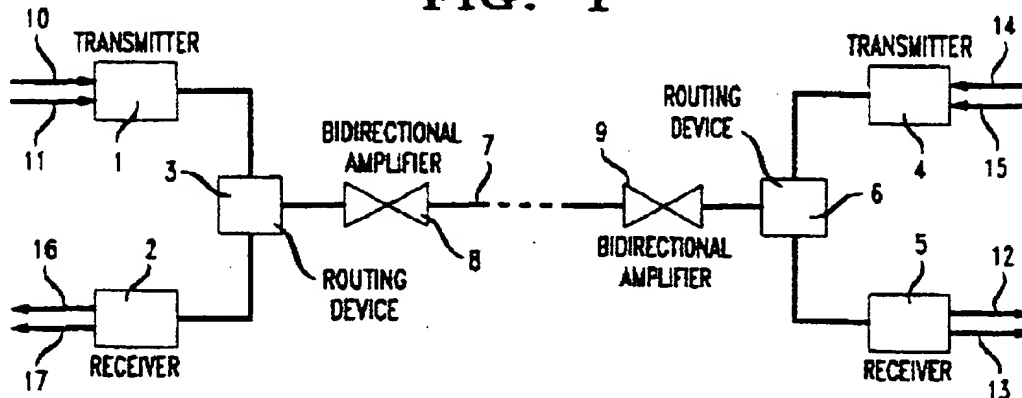 FIG. 1
10
TRANSMITTER
11
1
14
TRANSMITTER
4
15
ROUTING DEVICE
BIDIRECTIONAL AMPLIFIER
3
7
9
8
6
ROUTING DEVICE
BIDIRECTIONAL AMPLIFIER
16
2
17
RECEIVER
5
12
RECEIVER
13